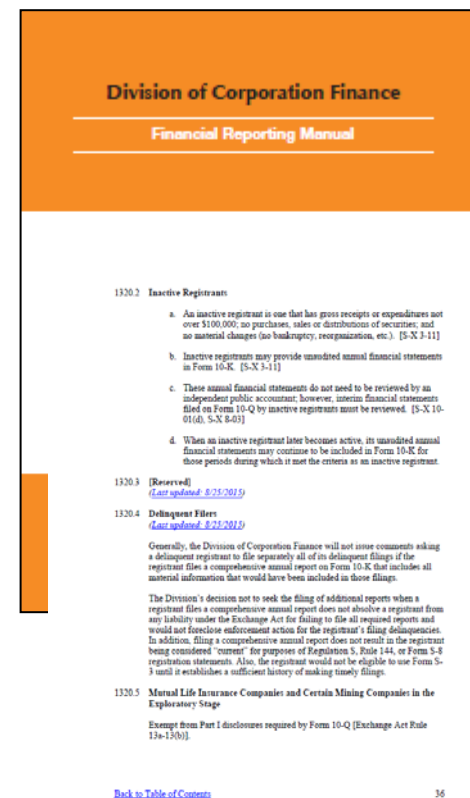 Division of Corporation Finance
Financial Reporting Manual
1320.2 Inactive Registrants
a. An inactive registrant is one that has gross receipts or expenditures not
over $100,000; no purchases, sales or distributions of securities; and
no material changes (no bankruptcy, reorganization, etc.). [S-X 3-11]
b. Inactive registrants may provide unaudited annual financial statements
in Form 10-K. [S-X 3-11]
c. These annual financial statements do not need to be reviewed by an
independent public accountant; however, interim financial statements
filed on Form 10-Q by inactive registrants must be reviewed. [S-X 10-
01(d), S-X 8-03]
d. When an inactive registrant later becomes active, its unaudited annual
financial statements may continue to be included in Form 10-K for
those periods during which it met the criteria as an inactive registrant.
1320.3 [Reserved]
(Last updated: 8/25/2015)
1320.4 Delinquent Filers
(Last updated: 8/25/2015)
Generally, the Division of Corporation Finance will not issue comments asking
a delinquent registrant to file separately all of its delinquent filings if the
registrant files a comprehensive annual report on Form 10-K that includes all
material information that would have been included in those filings.
The Division's decision not to seek the filing of additional reports when a
registrant files a comprehensive annual report does not absolve a registrant from
any liability under the Exchange Act for failing to file all required reports and
would not foreclose enforcement action for the registrant's filing delinquencies.
In addition, filing a comprehensive annual report does not result in the registrant
being considered "current" for purposes of Regulation S, Rule 144, or Form S-8
registration statements. Also, the registrant would not be eligible to use Form S-
3 until it establishes a sufficient history of making timely filings.
1320.5 Mutual Life Insurance Companies and Certain Mining Companies in the
Exploratory Stage
Exempt from Part I disclosures required by Form 10-Q [Exchange Act Rule
13a-13(b)].
Back to Table of Contents 36